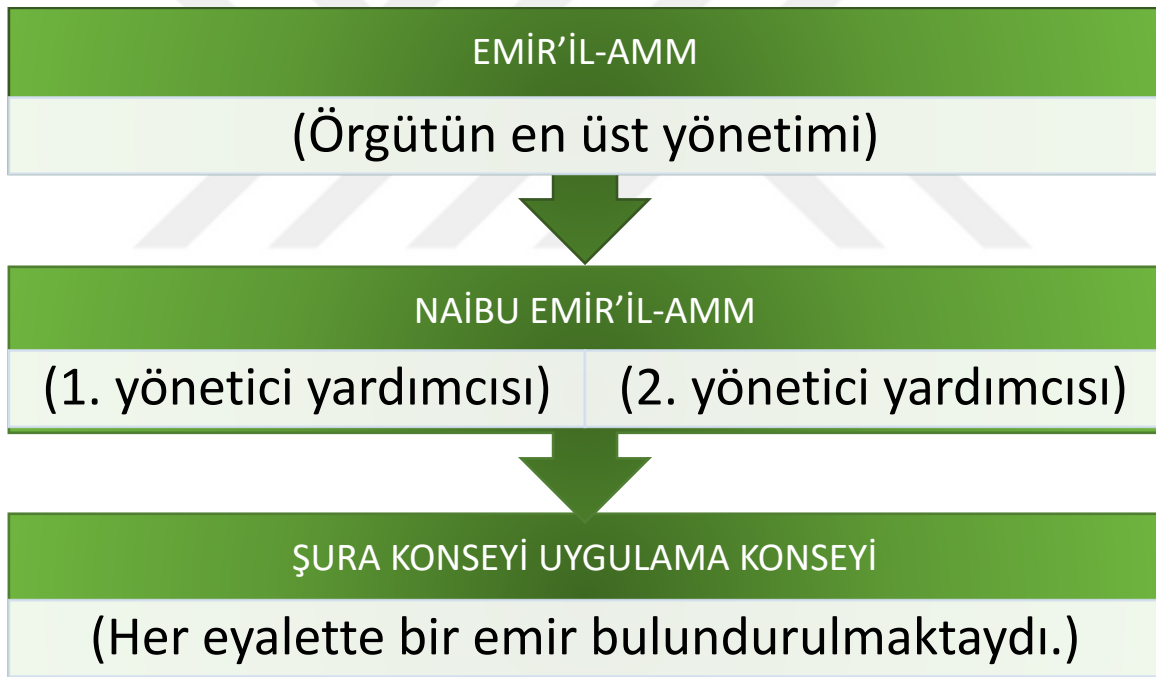 EMİR’İL-AMM
(Örgütün en üst yönetimi)
NAİBU EMİR’İL-AMM
(1. yönetici yardımcısı) (2. yönetici yardımcısı)
ŞURA KONSEYİ UYGULAMA KONSEYİ
(Her eyalette bir emir bulundurulmaktaydı.)